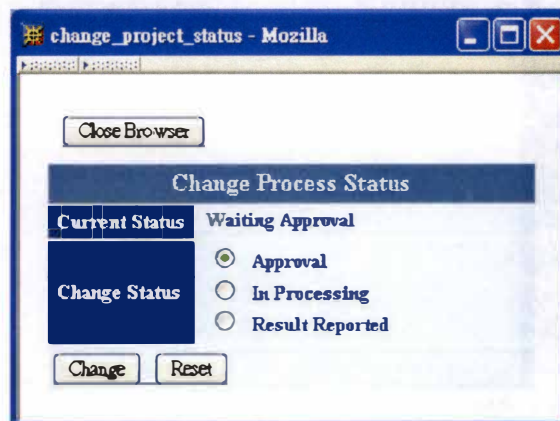 change_project_status - Mozilla
Close Browser
Change Process Status
Current Status Waiting Approval
Change Status
Approval
In Processing
Result Reported
Change Reset